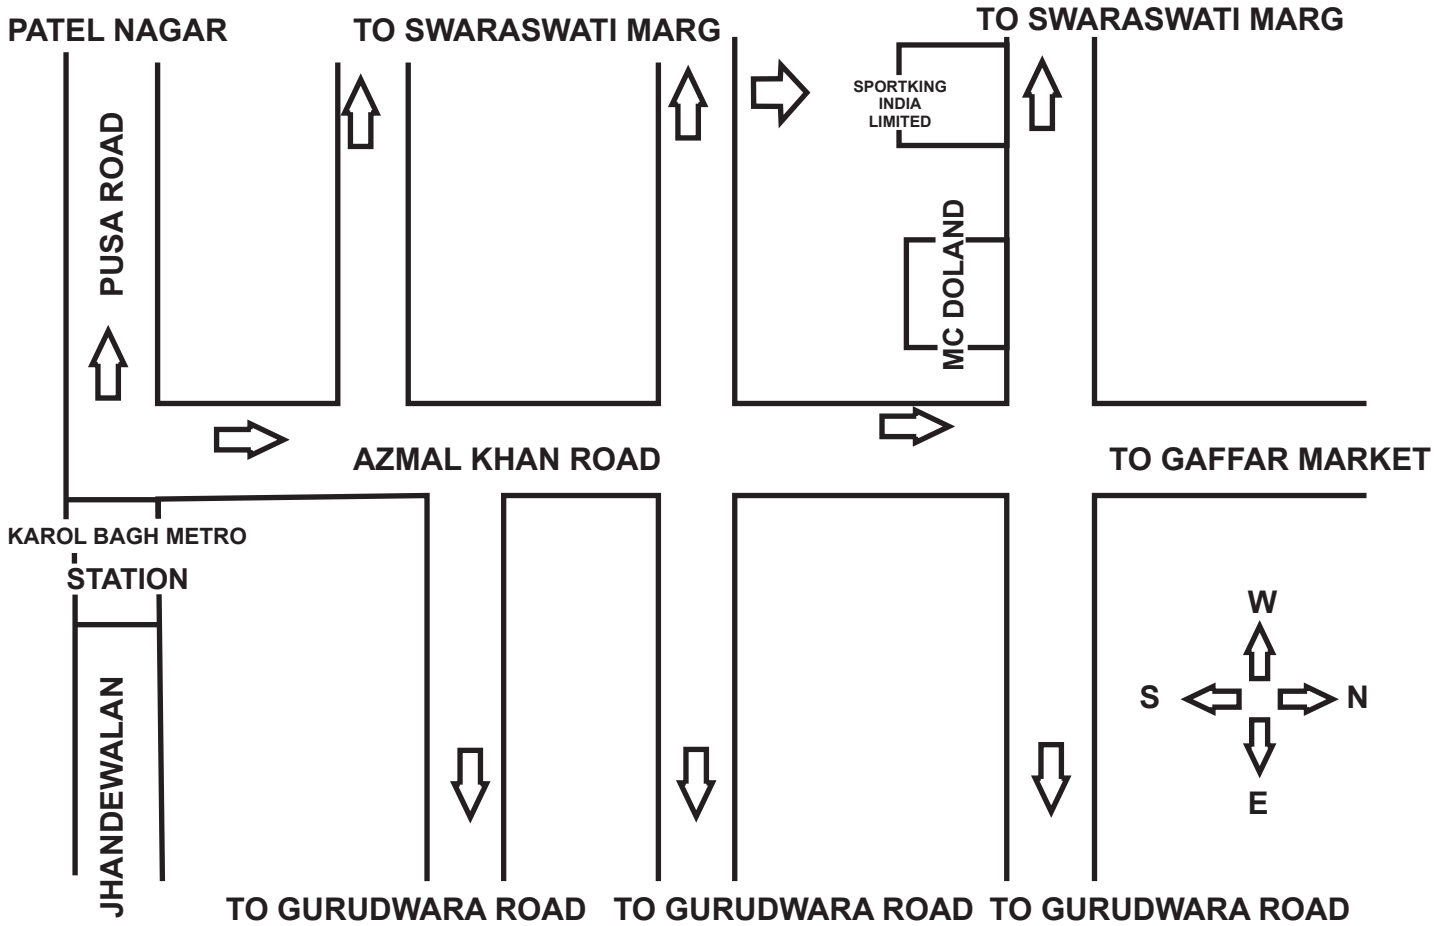 PATEL NAGAR
TO SWARASWATI MARG
TO SWARASWATI MARG
SPORTKING
INDIA
LIMITED
PUSA ROAD
MC DOLAND
AZMAL KHAN ROAD
TO GAFFAR MARKET
KAROL BAGH METRO
STATION
W
S
N
E
JHANDEWALAN
TO GURUDWARA ROAD
TO GURUDWARA ROAD
TO GURUDWARA ROAD